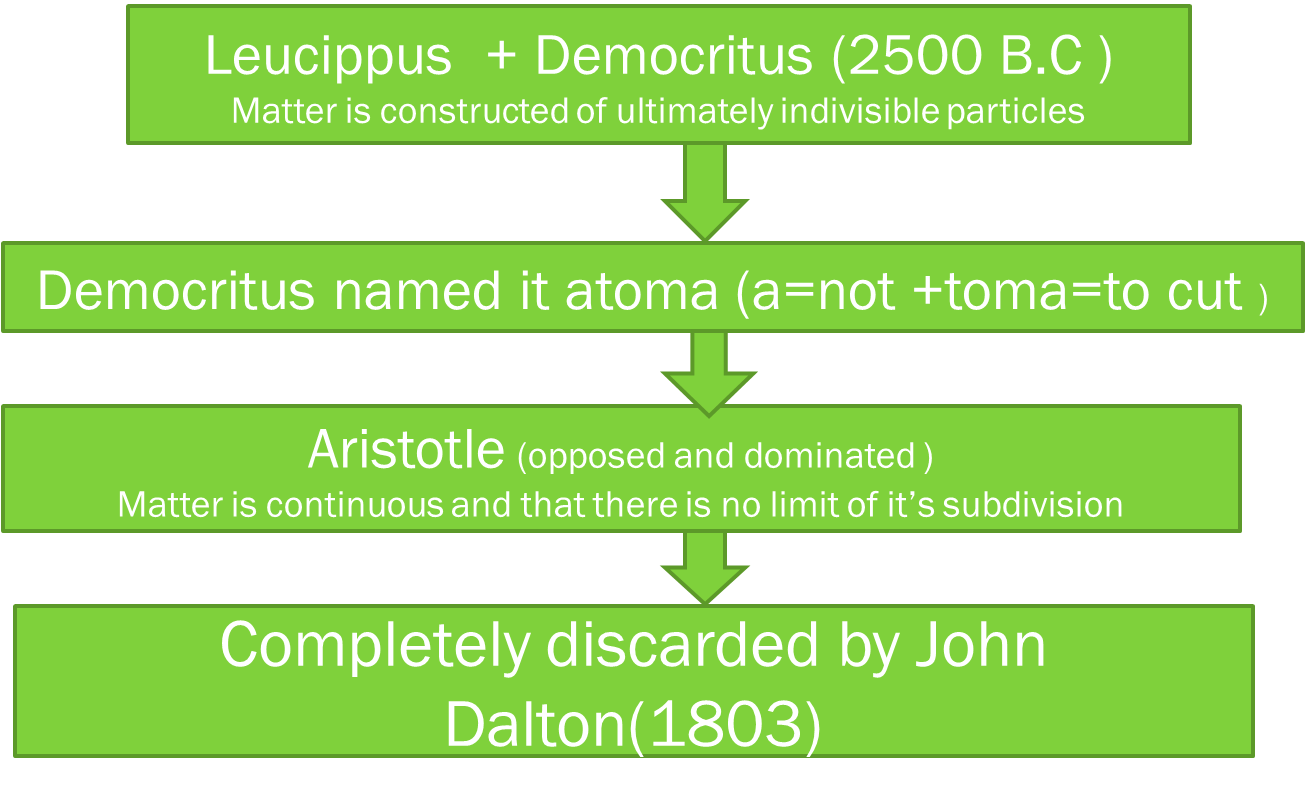 Leucippus + Democritus (2500 B.C )
Matter is constructed of ultimately indivisible particles
Democritus named it atoma (a=not +toma=to cut )
Aristotle (opposed and dominated )
Matter is continuous and that there is no limit of it’s subdivision
Completely discarded by John
Dalton(1803)